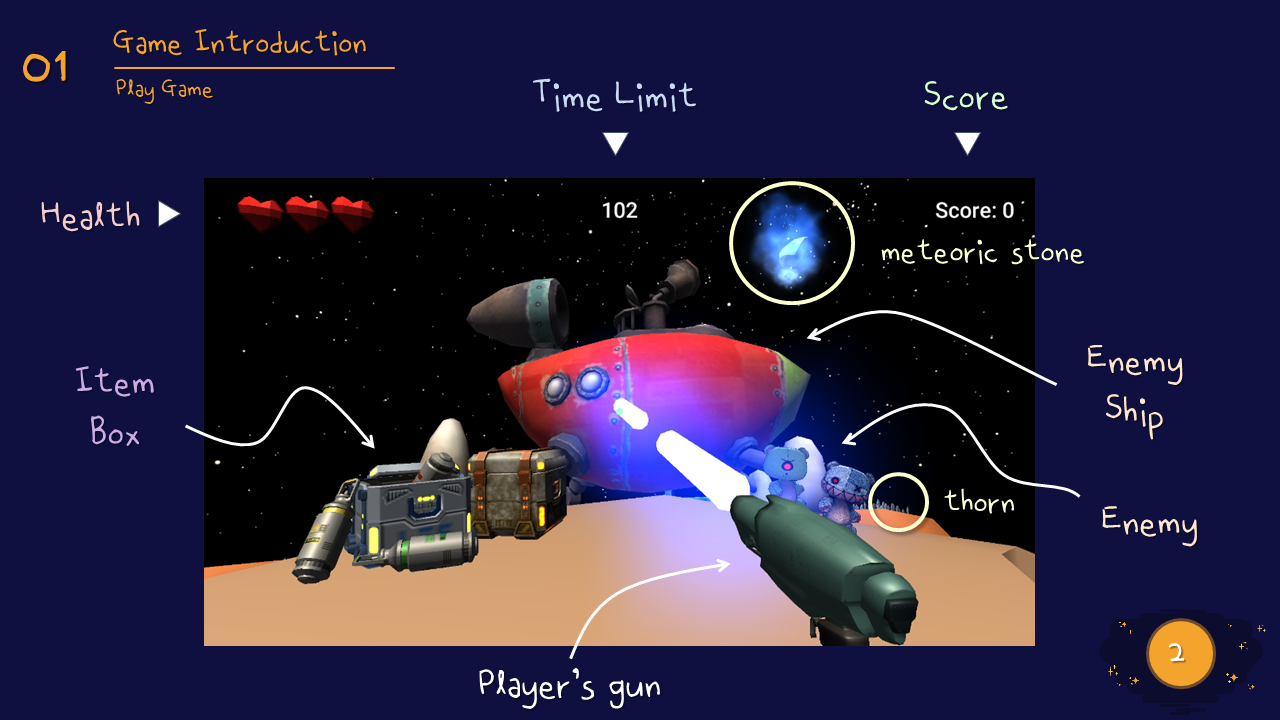 01
Game Introduction
Play Game
Time Limit
Score
Health
102
Score: 0
meteoric stone
Item
Box
Enemy
Ship
thorn
Enemy
Player's gun
2